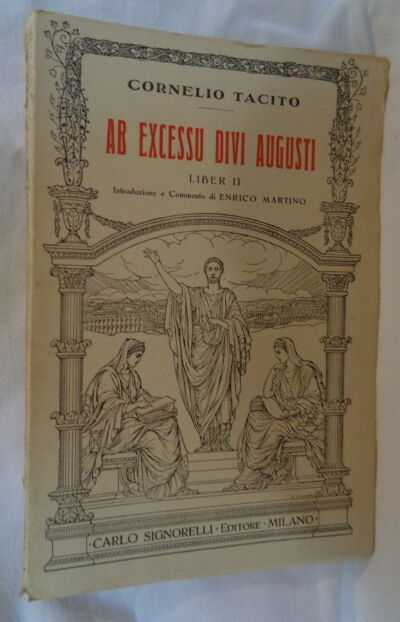 CORNELIO TACITO
AB EXCESSU DIVI AUGUSTI
LIBER II
Introduzione e Commento di ENRICO MARTINO
·CARLO SIGNORELLI · EDITORE · MILANO·